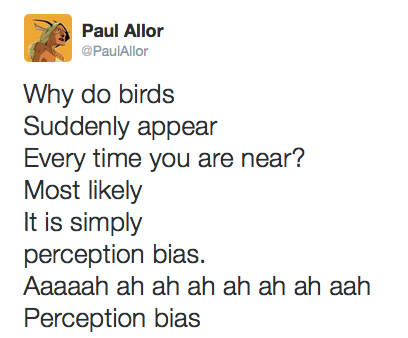 Paul Allor
@PaulAllor
Why do birds
Suddenly appear
Every time you are near?
Most likely
It is simply
perception bias.
Aaaaah ah ah ah ah ah ah aah
Perception bias